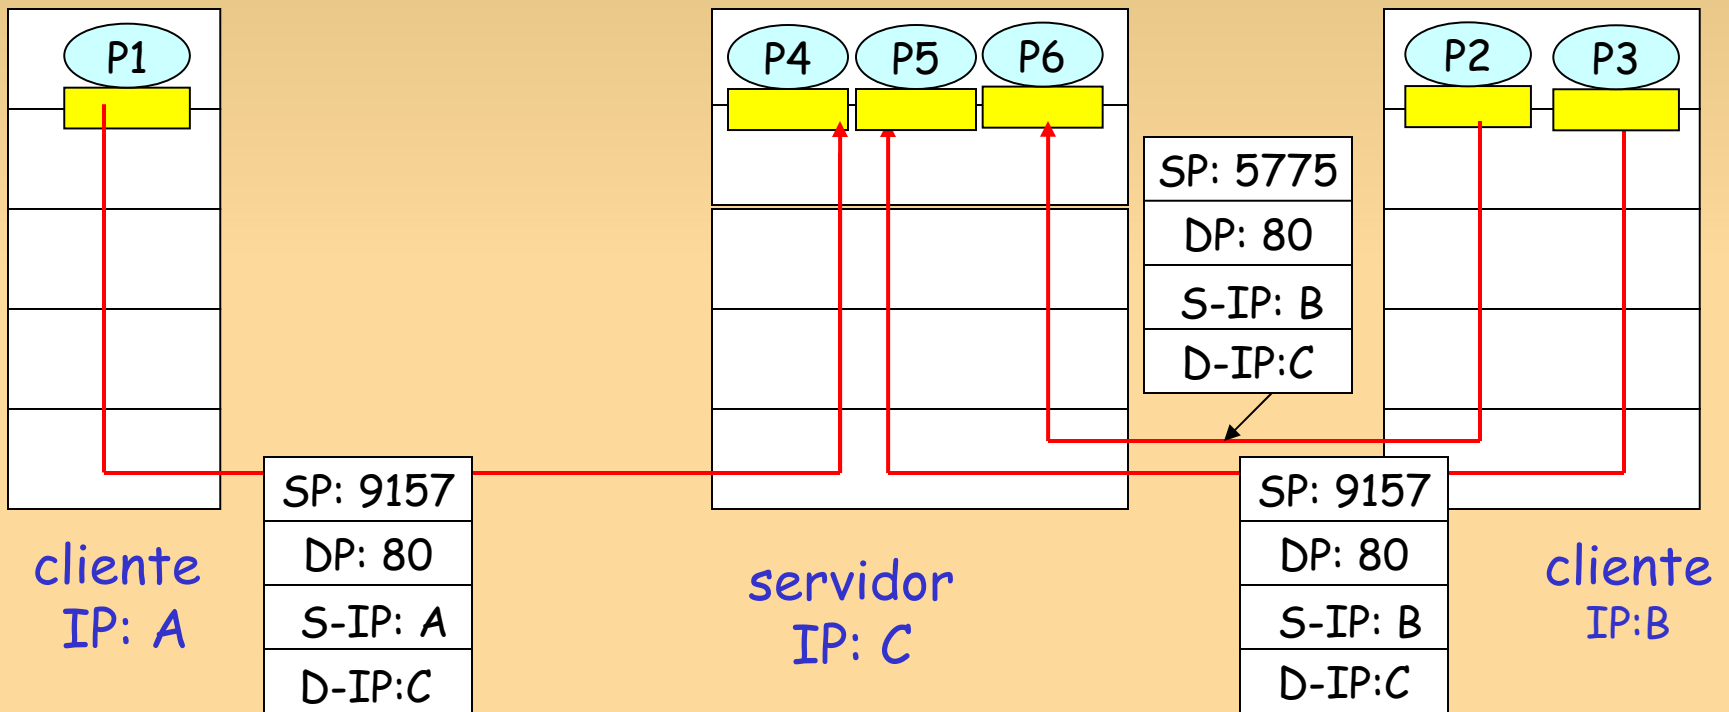 P1
P4
P5
P6
P2
P3
SP: 5775
DP: 80
S-IP: B
D-IP:C
SP: 9157
DP: 80
S-IP: A
D-IP:C
SP: 9157
DP: 80
S-IP: B
D-IP:C
cliente
IP: A
servidor
IP: C
cliente
IP:B